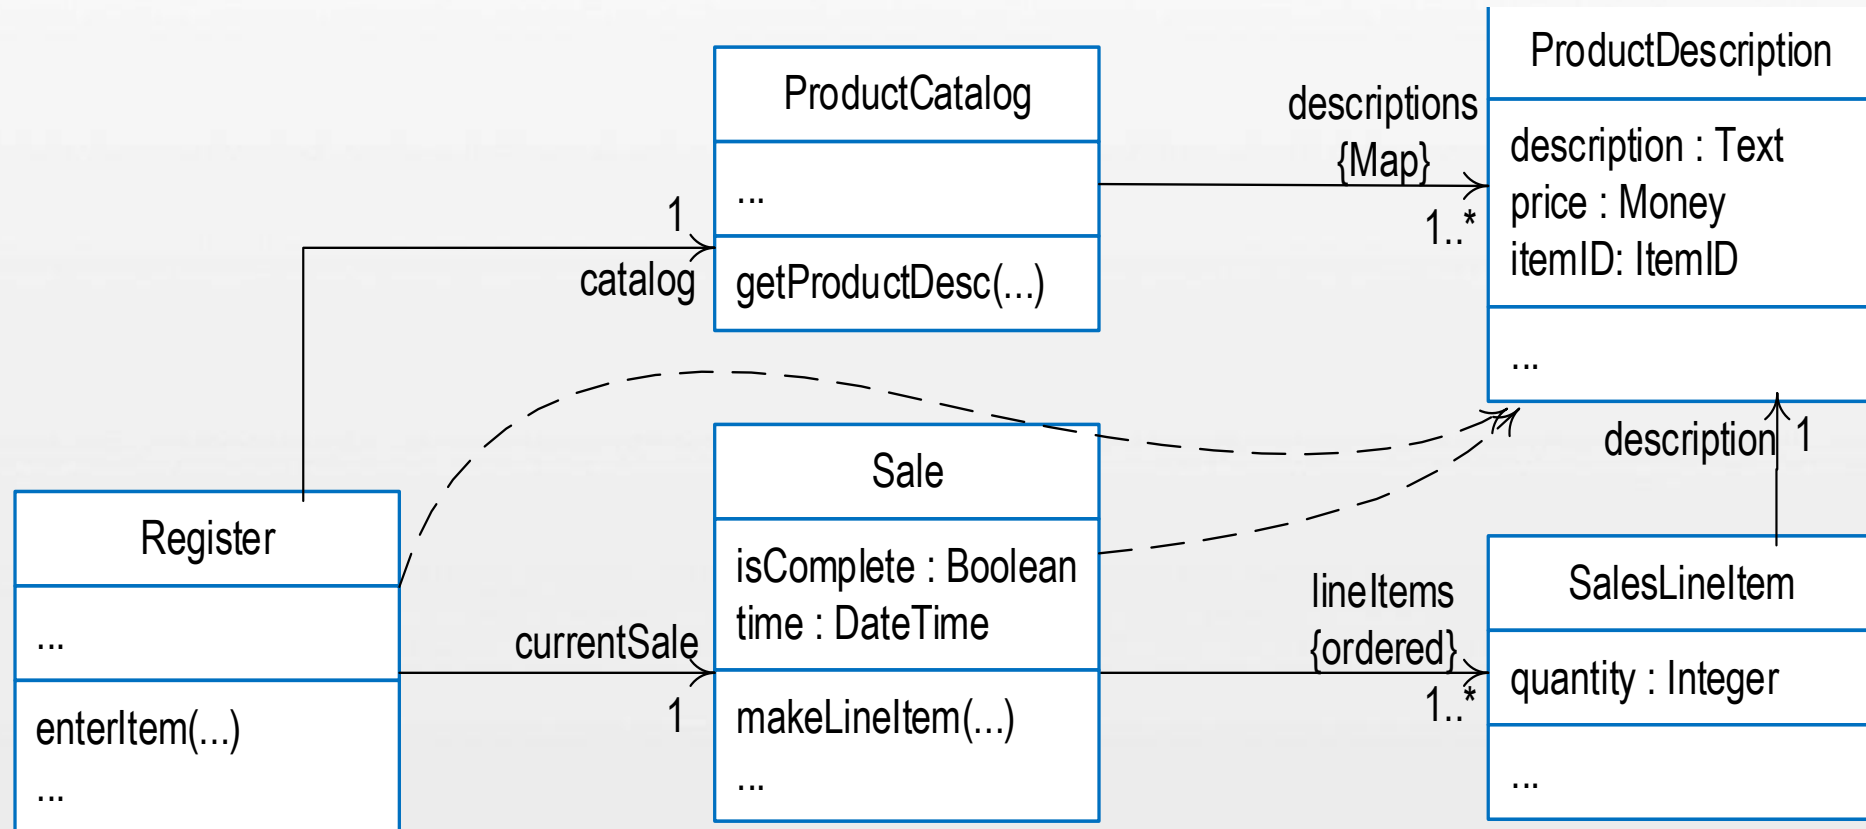 ProductCatalog
...
getProductDesc(...)
1
catalog
descriptions
{Map}
1..*
ProductDescription
description : Text
price : Money
itemID: ItemID
...
description 1
Register
...
enterItem(...)
...
currentSale
1
Sale
isComplete : Boolean
time : DateTime
makeLineItem(...)
...
lineItems
{ordered}
1..*
SalesLineItem
quantity : Integer
...